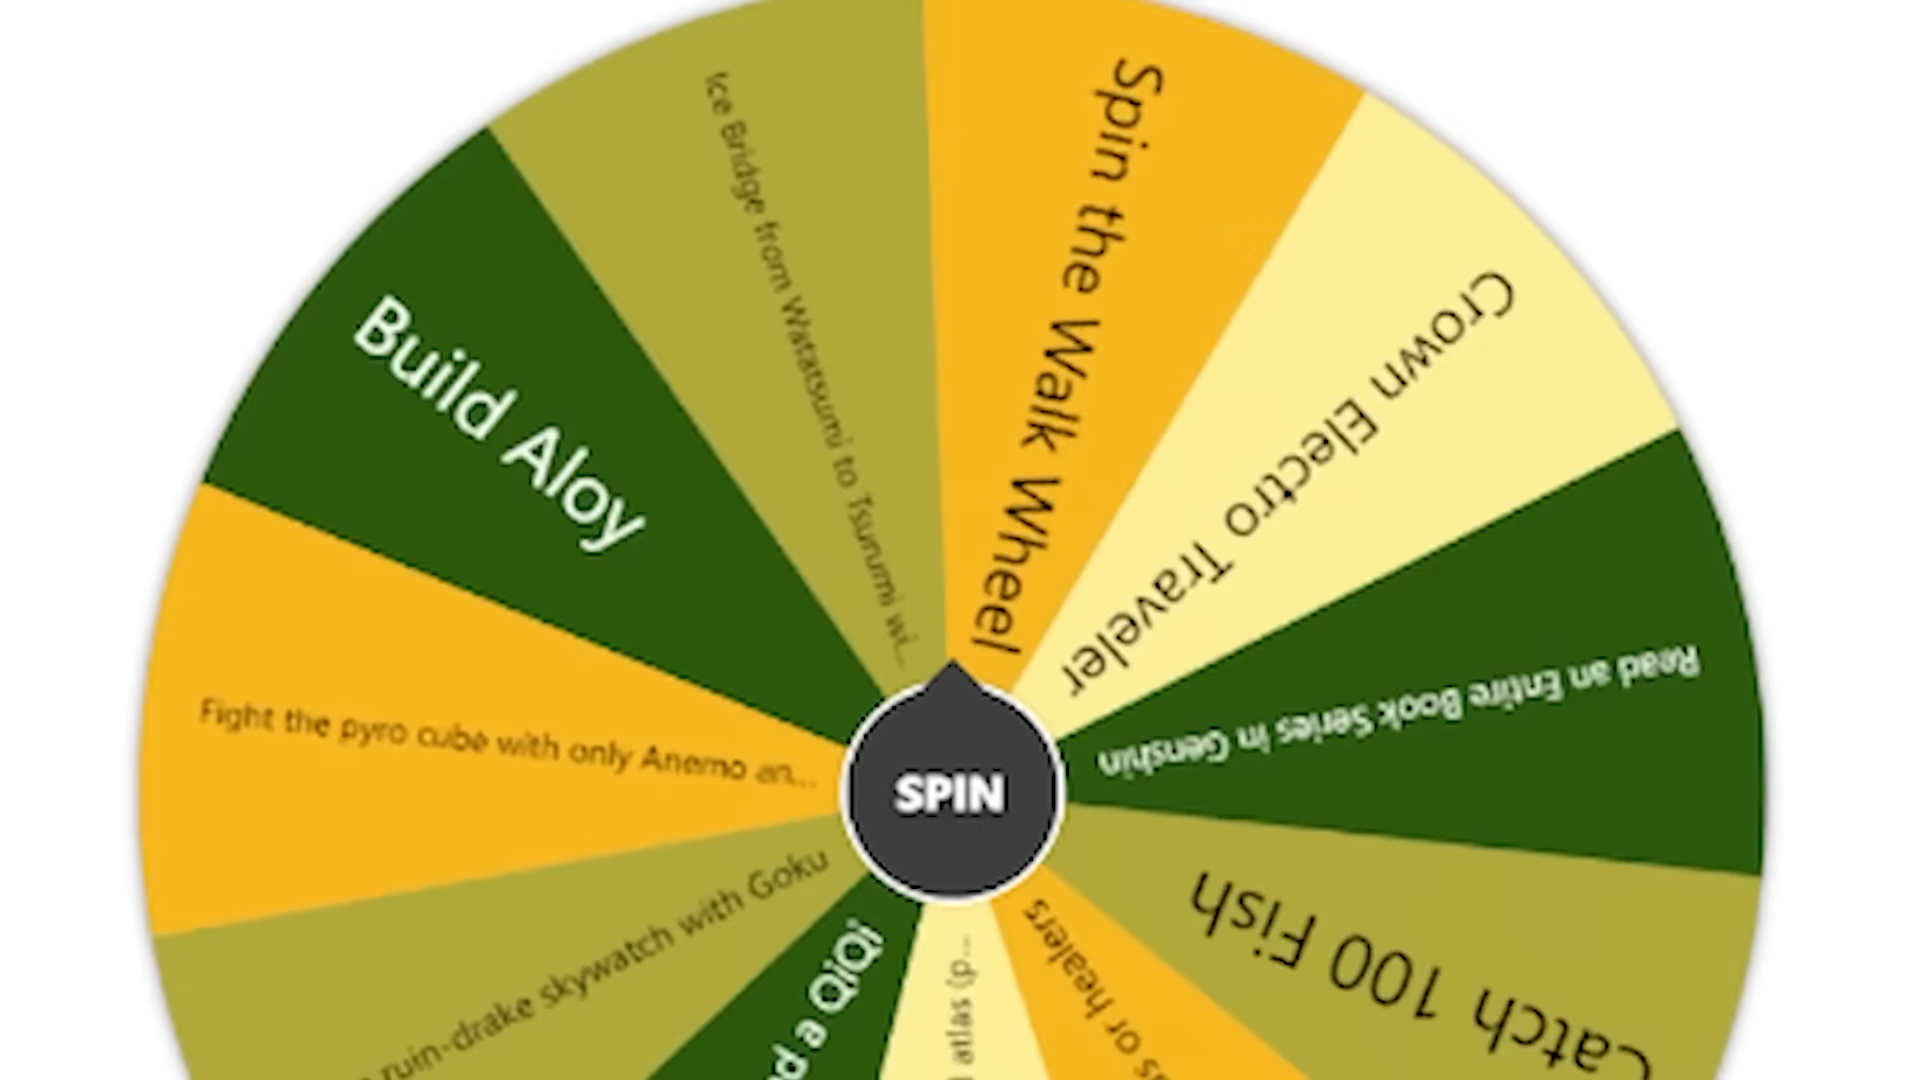 Spin the Walk Wheel
Crown Electro Traveler
Read an Entire Book Series in Genshin
Catch 100 Fish
or healers
atlas (p...
a QiQi
ruin-drake skywatch with Goku
Fight the pyro cube with only Anemo an...
Build Aloy
Ice Bridge from Watatsumi to Tsurumi wi...
SPIN